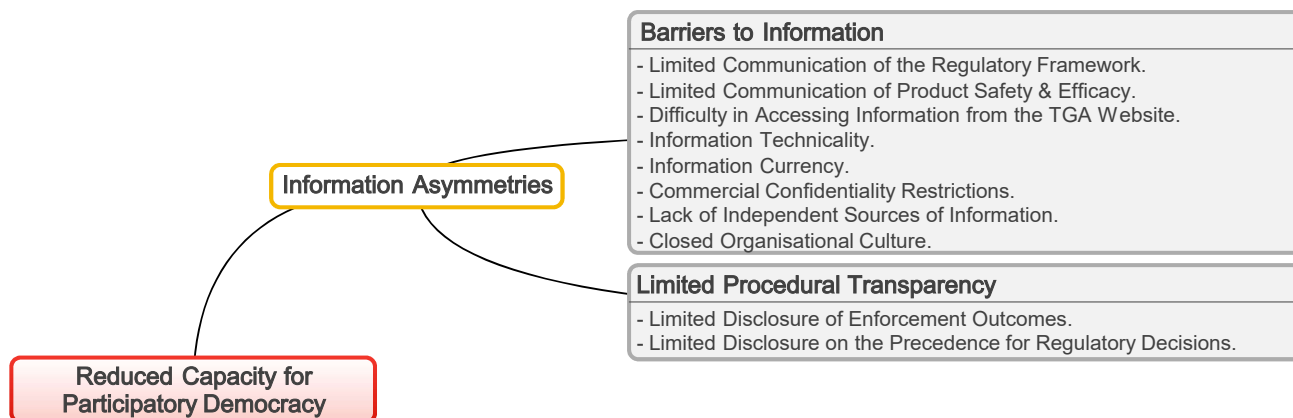 Barriers to Information
- Limited Communication of the Regulatory Framework.
- Limited Communication of Product Safety & Efficacy.
- Difficulty in Accessing Information from the TGA Website.
- Information Technicality.
- Information Currency.
- Commercial Confidentiality Restrictions.
- Lack of Independent Sources of Information.
- Closed Organisational Culture.
Information Asymmetries
Limited Procedural Transparency
- Limited Disclosure of Enforcement Outcomes.
- Limited Disclosure on the Precedence for Regulatory Decisions.
Reduced Capacity for
Participatory Democracy